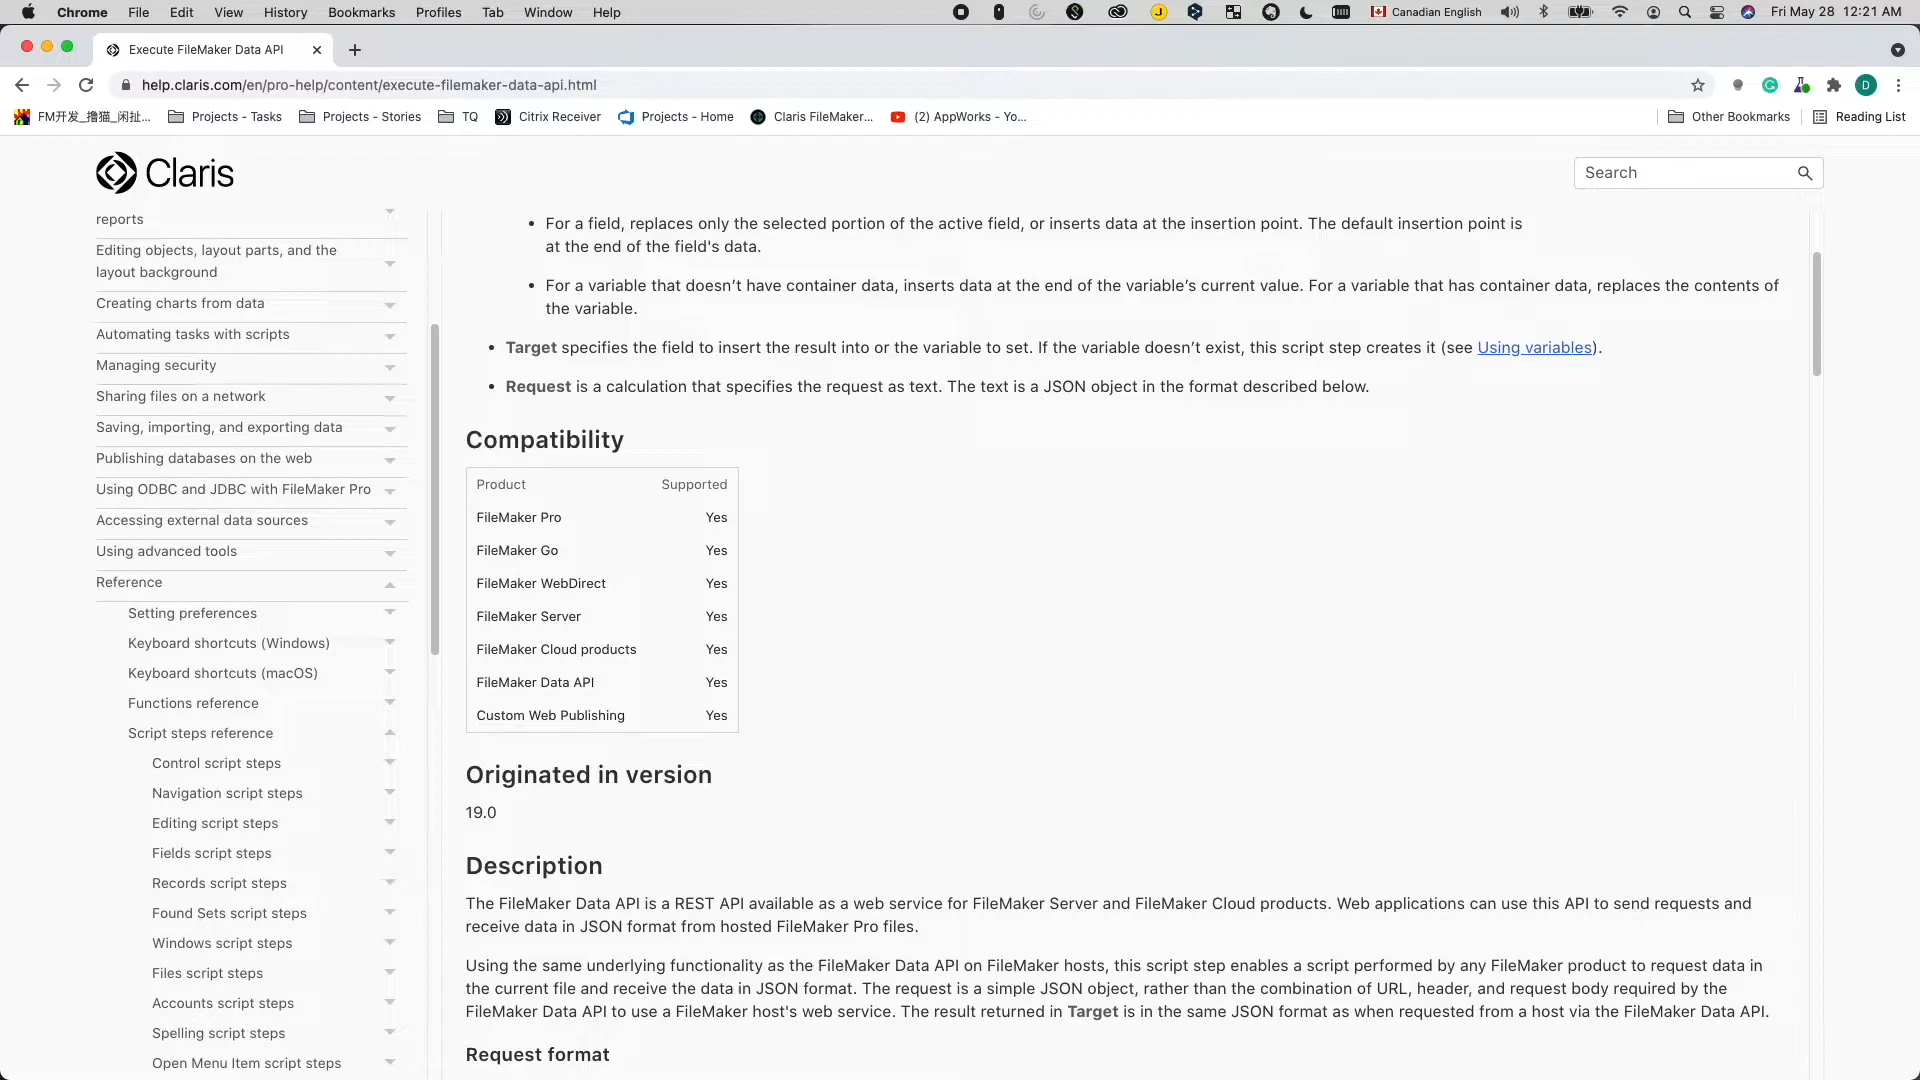 Chrome File Edit View History Bookmarks Profiles Tab Window Help Canadian English Fri May 28 12:21 AM
Execute FileMaker Data API
help.claris.com/en/pro-help/content/execute-filemaker-data-api.html
FM开发_撸猫_闲扯... Projects - Tasks Projects - Stories TQ Citrix Receiver Projects - Home Claris FileMaker... (2) AppWorks - Yo... Other Bookmarks Reading List
Claris
Search
reports
Editing objects, layout parts, and the
layout background
Creating charts from data
Automating tasks with scripts
Managing security
Sharing files on a network
Saving, importing, and exporting data
Publishing databases on the web
Using ODBC and JDBC with FileMaker Pro
Accessing external data sources
Using advanced tools
Reference
Setting preferences
Keyboard shortcuts (Windows)
Keyboard shortcuts (macOS)
Functions reference
Script steps reference
Control script steps
Navigation script steps
Editing script steps
Fields script steps
Records script steps
Found Sets script steps
Windows script steps
Files script steps
Accounts script steps
Spelling script steps
Open Menu Item script steps
• For a field, replaces only the selected portion of the active field, or inserts data at the insertion point. The default insertion point is
at the end of the field's data.
• For a variable that doesn’t have container data, inserts data at the end of the variable’s current value. For a variable that has container data, replaces the contents of
the variable.
• Target specifies the field to insert the result into or the variable to set. If the variable doesn’t exist, this script step creates it (see Using variables).
• Request is a calculation that specifies the request as text. The text is a JSON object in the format described below.
Compatibility
Product Supported
FileMaker Pro Yes
FileMaker Go Yes
FileMaker WebDirect Yes
FileMaker Server Yes
FileMaker Cloud products Yes
FileMaker Data API Yes
Custom Web Publishing Yes
Originated in version
19.0
Description
The FileMaker Data API is a REST API available as a web service for FileMaker Server and FileMaker Cloud products. Web applications can use this API to send requests and
receive data in JSON format from hosted FileMaker Pro files.
Using the same underlying functionality as the FileMaker Data API on FileMaker hosts, this script step enables a script performed by any FileMaker product to request data in
the current file and receive the data in JSON format. The request is a simple JSON object, rather than the combination of URL, header, and request body required by the
FileMaker Data API to use a FileMaker host's web service. The result returned in Target is in the same JSON format as when requested from a host via the FileMaker Data API.
Request format